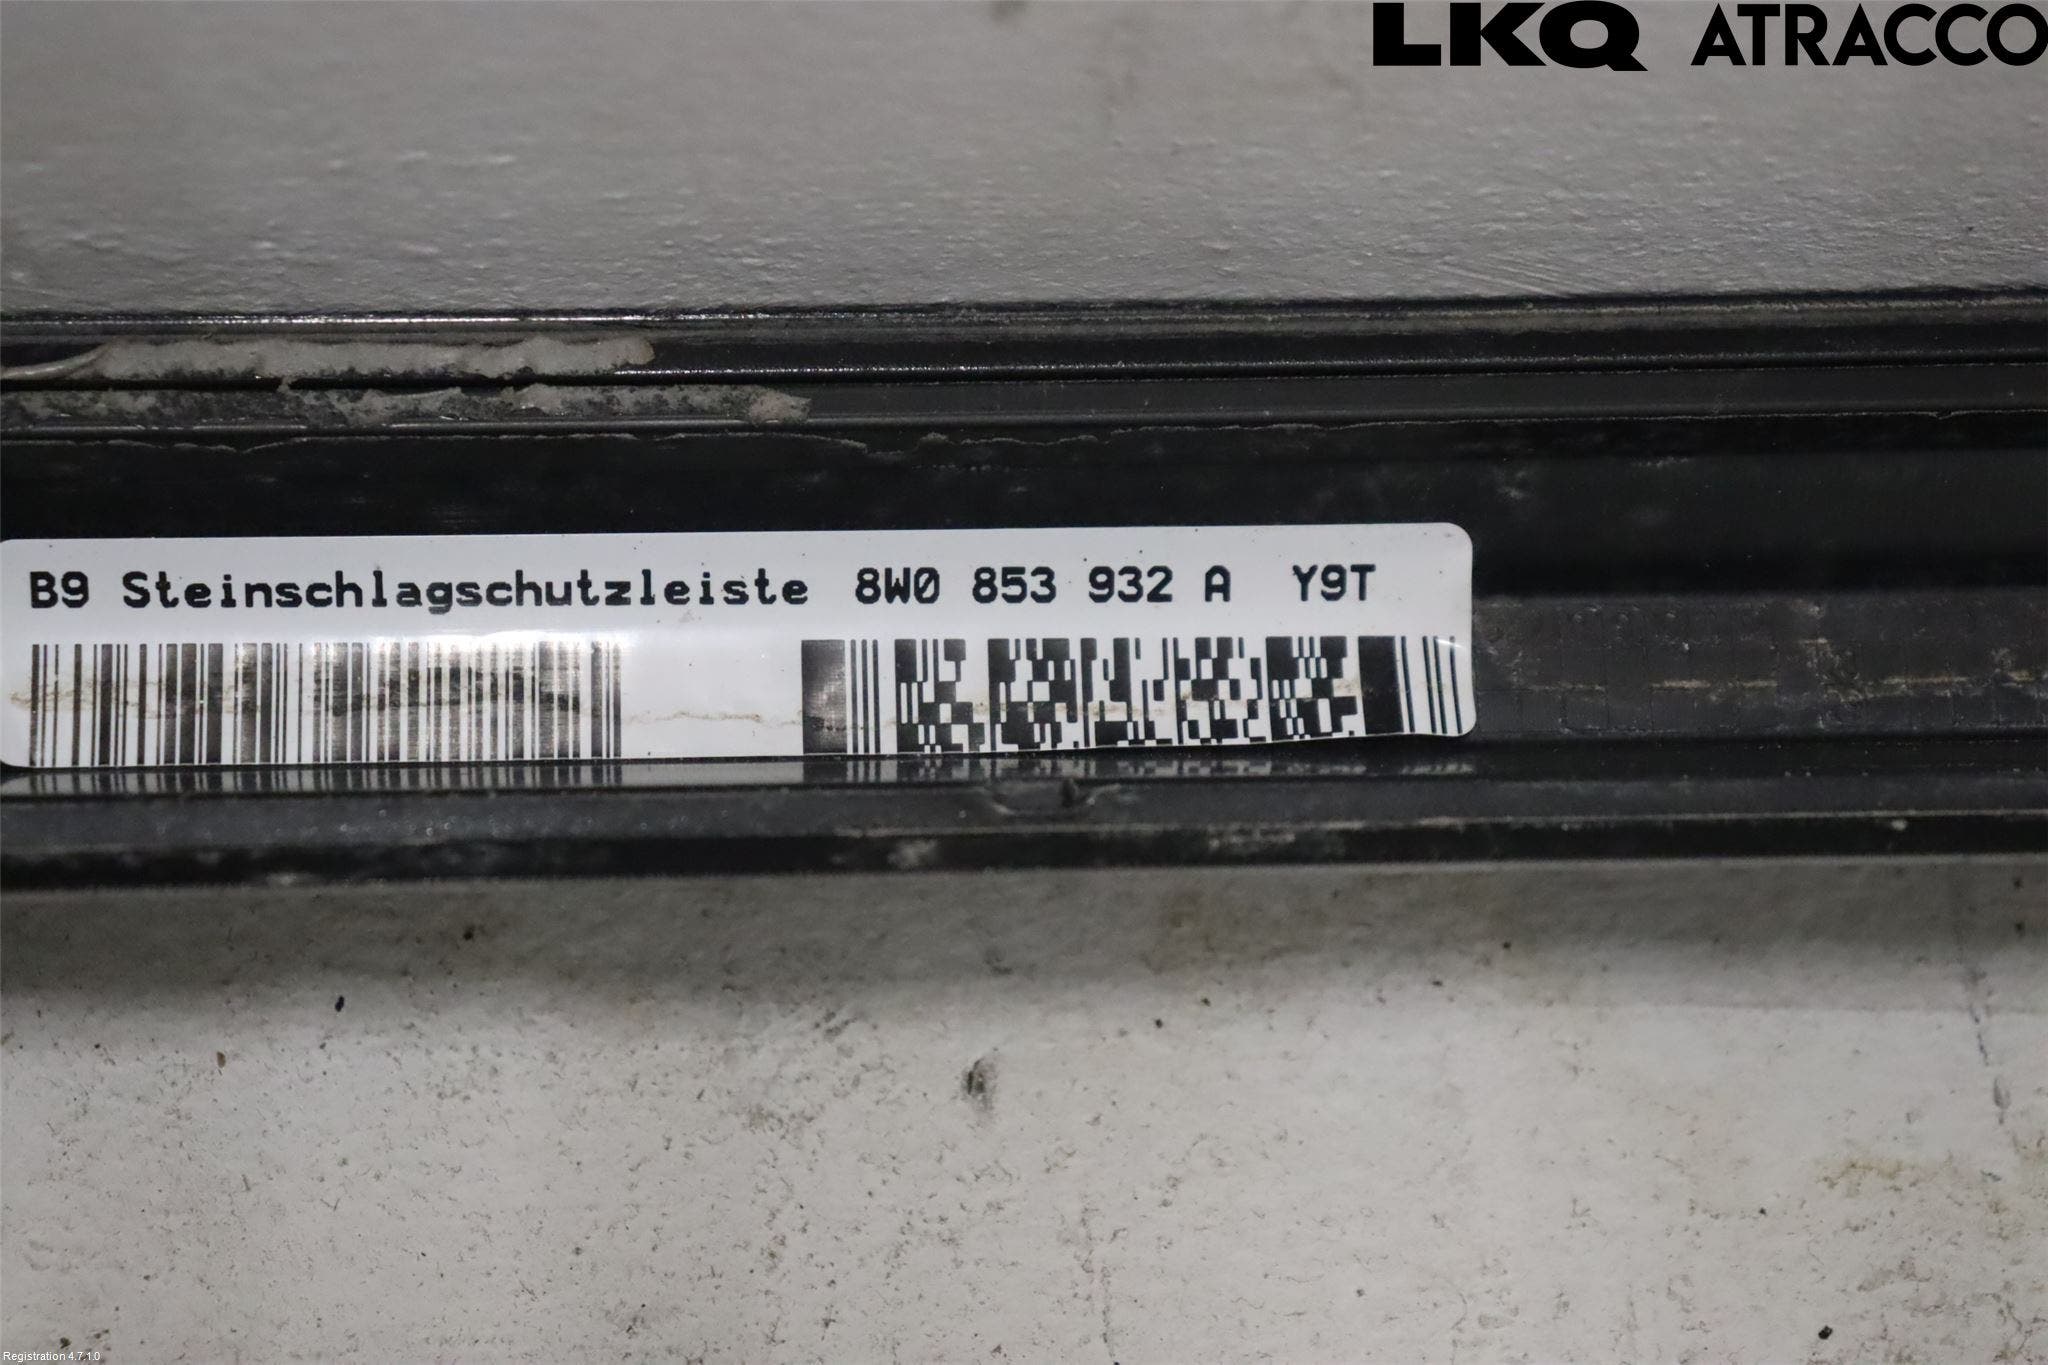 LKQ ATRACCO
B9 Steinschlagschutzleiste 8W0 853 932 A Y9T
Registration 4.7.1.0